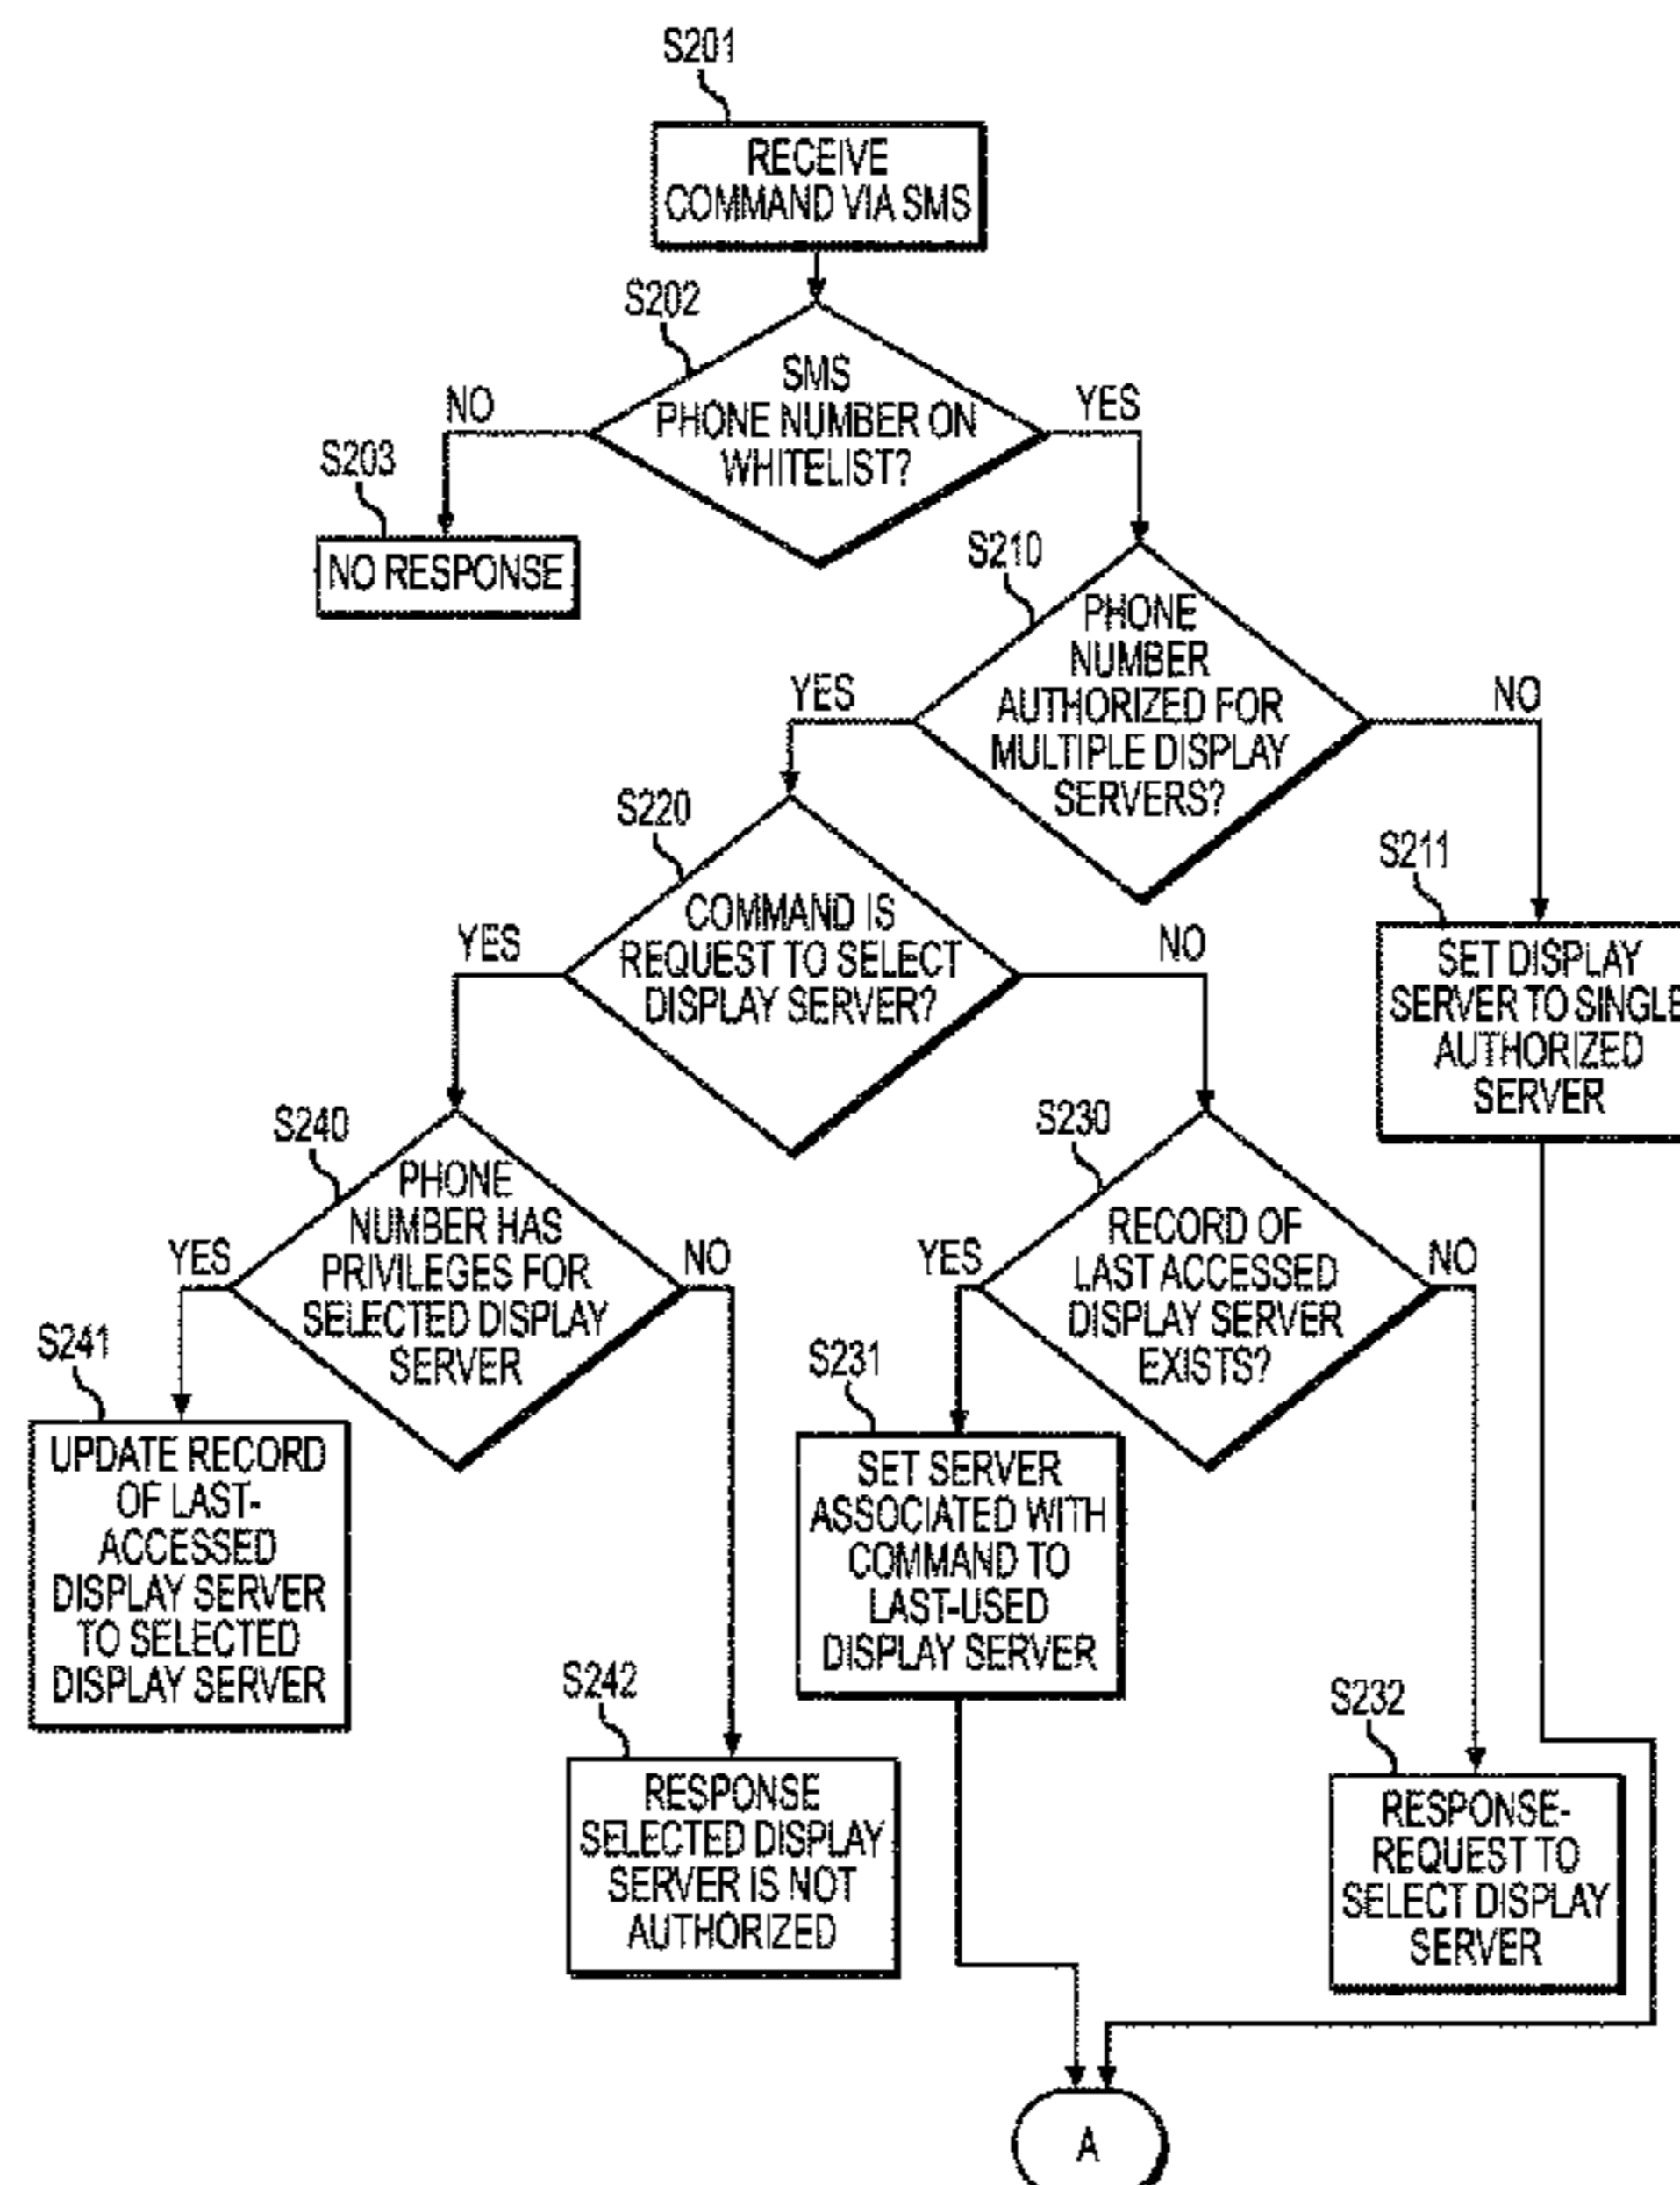 S201
RECEIVE
COMMAND VIA SMS
S202
SMS
PHONE NUMBER ON
WHITELIST?
NO
YES
S203
NO RESPONSE
S210
PHONE
NUMBER
AUTHORIZED FOR
MULTIPLE DISPLAY
SERVERS?
YES
NO
S220
COMMAND IS
REQUEST TO SELECT
DISPLAY SERVER?
YES
NO
S211
SET DISPLAY
SERVER TO SINGLE
AUTHORIZED
SERVER
S240
PHONE
NUMBER HAS
PRIVILEGES FOR
SELECTED DISPLAY
SERVER
YES
NO
S230
RECORD OF
LAST ACCESSED
DISPLAY SERVER
EXISTS?
YES
NO
S241
UPDATE RECORD
OF LAST-
ACCESSED
DISPLAY SERVER
TO SELECTED
DISPLAY SERVER
S231
SET SERVER
ASSOCIATED WITH
COMMAND TO
LAST-USED
DISPLAY SERVER
S242
RESPONSE
SELECTED DISPLAY
SERVER IS NOT
AUTHORIZED
S232
RESPONSE-
REQUEST TO
SELECT DISPLAY
SERVER
A